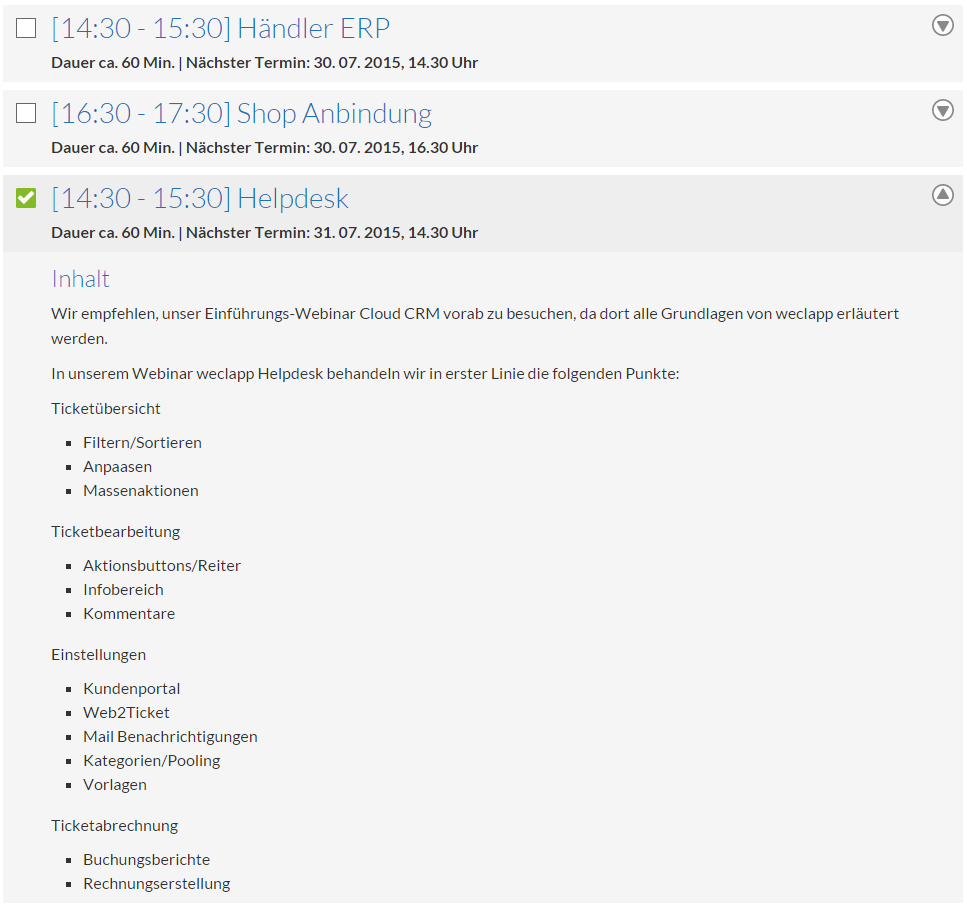 [14:30 - 15:30] Händler ERP
Dauer ca. 60 Min. | Nächster Termin: 30. 07. 2015, 14.30 Uhr
[16:30 - 17:30] Shop Anbindung
Dauer ca. 60 Min. | Nächster Termin: 30. 07. 2015, 16.30 Uhr
[14:30 - 15:30] Helpdesk
Dauer ca. 60 Min. | Nächster Termin: 31. 07. 2015, 14.30 Uhr
Inhalt
Wir empfehlen, unser Einführungs-Webinar Cloud CRM vorab zu besuchen, da dort alle Grundlagen von weclapp erläutert
werden.
In unserem Webinar weclapp Helpdesk behandeln wir in erster Linie die folgenden Punkte:
Ticketübersicht
Filtern/Sortieren
Anpaasen
Massenaktionen
Ticketbearbeitung
Aktionsbuttons/Reiter
Infobereich
Kommentare
Einstellungen
Kundenportal
Web2Ticket
Mail Benachrichtigungen
Kategorien/Pooling
Vorlagen
Ticketabrechnung
Buchungsberichte
Rechnungserstellung